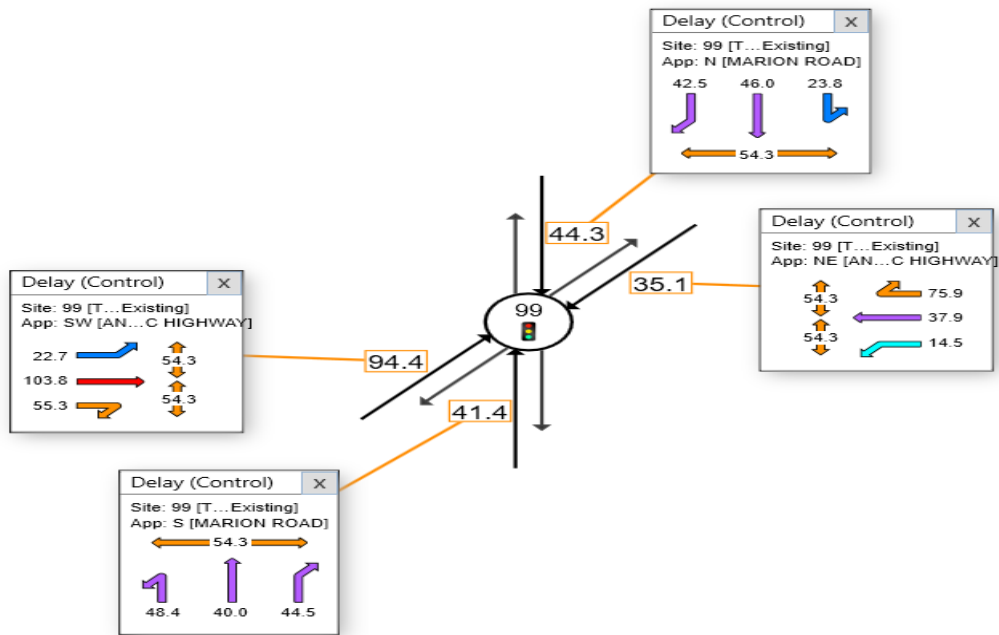 Delay (Control) X
Site: 99 [T...Existing]
App: N [MARION ROAD]
42.5 46.0 23.8
54.3
44.3
Delay (Control) X
Site: 99 [T...Existing]
App: NE [AN...C HIGHWAY]
54.3 75.9
37.9
54.3 14.5
35.1
99
Delay (Control) X
Site: 99 [T...Existing]
App: SW [AN...C HIGHWAY]
22.7 54.3
103.8
55.3 54.3
94.4
41.4
Delay (Control) X
Site: 99 [T...Existing]
App: S [MARION ROAD]
54.3
48.4 40.0 44.5